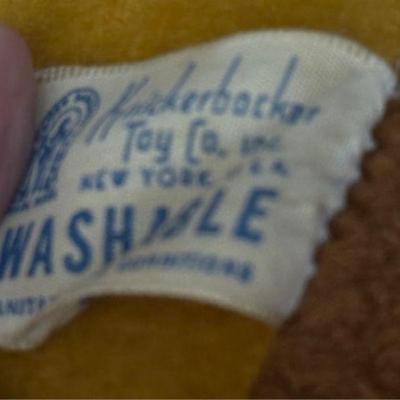 Knickerbocker
Toy Co. Inc.
NEW YORK U.S.A.
WASHABLE